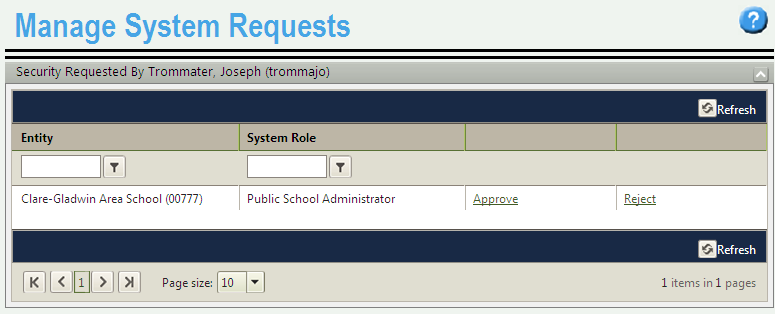 Manage System Requests
?
Security Requested By Trommater, Joseph (trommajo)
Refresh
Entity System Role
Clare-Gladwin Area School (00777) Public School Administrator Approve Reject
Refresh
1 Page size: 10 1 items in 1 pages